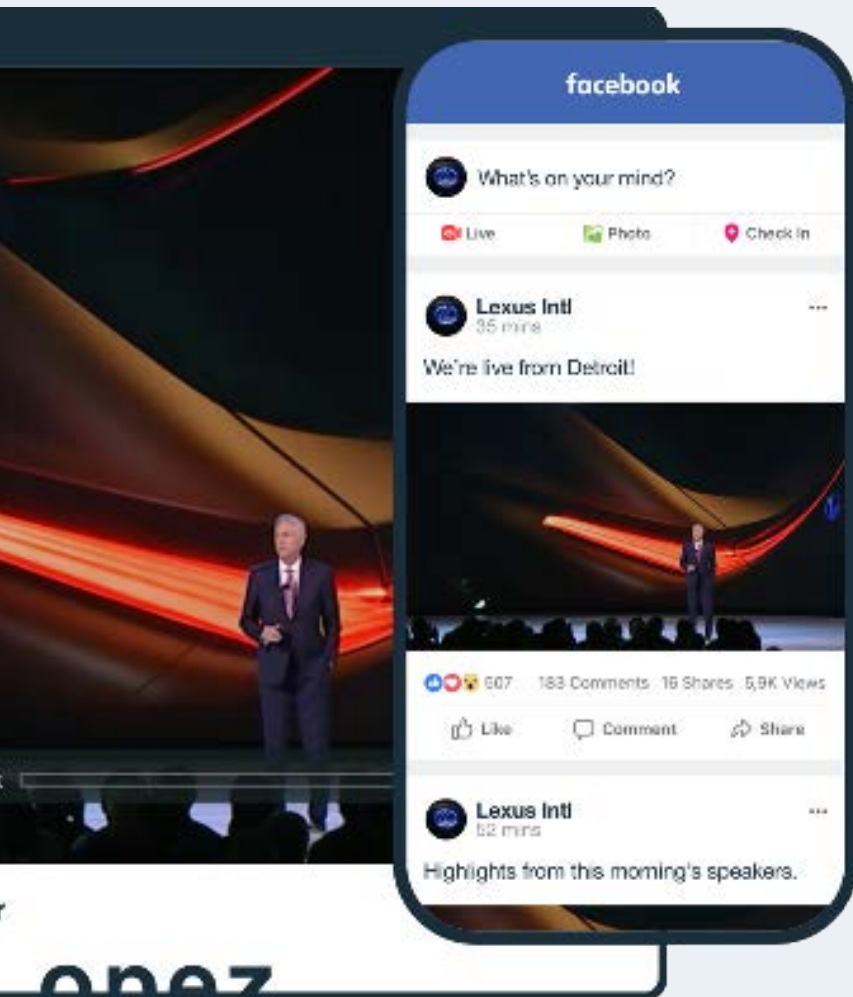 facebook
What's on your mind?
Live Photo Check In
Lexus Intl
35 mins
We're live from Detroit!
607 183 Comments 16 Shares 5,9K Views
Like Comment Share
Lexus Intl
52 mins
Highlights from this morning's speakers.
opez